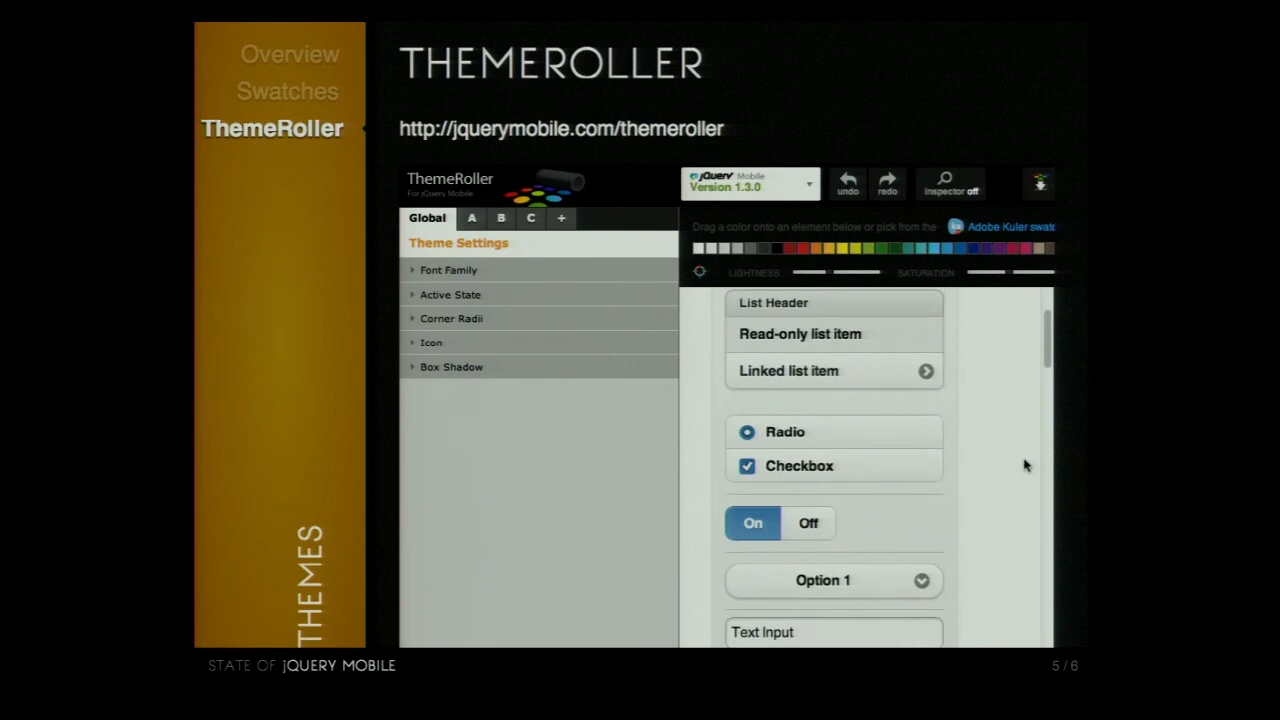 Overview
Swatches
ThemeRoller
THEMES
THEMEROLLER
http://jquerymobile.com/themeroller
ThemeRoller
For jQuery Mobile
jQuery Mobile
Version 1.3.0
undo
redo
Inspector off
Global A B C +
Theme Settings
Font Family
Active State
Corner Radii
Icon
Box Shadow
Drag a color onto an element below or pick from the
ku
Adobe Kuler swat
LIGHTNESS
SATURATION
List Header
Read-only list item
Linked list item
Radio
Checkbox
On Off
Option 1
Text Input
STATE OF jQUERY MOBILE
5 / 6